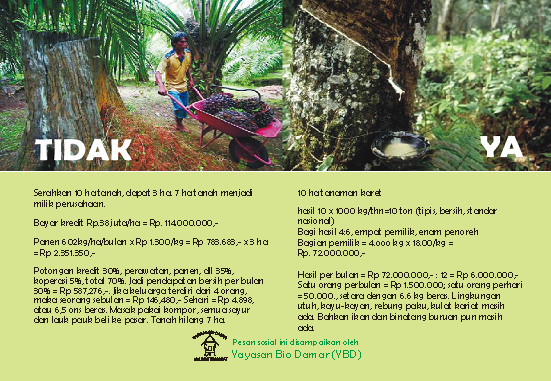 TIDAK
YA
Serahkan 10 ha tanah, dapat 3 ha. 7 ha tanah menjadi
milik perusahaan.
Bayar kredit Rp.38 juta/ha = Rp. 114.000.000,-
Panen 602kg/ha/bulan x Rp 1.300/kg = Rp 783.683,- x 3 ha
= Rp 2.351.350,-
Potongan kredit 30%, perawatan, panen, dll 35%,
koperasi 5%, total 70%. Jadi pendapatan bersih per bulan
30% = Rp 587,276,-. Jika keluarga terdiri dari 4 orang,
maka seorang sebulan = Rp 146,480,- Sehari = Rp 4.898,
atau 6,5 ons beras. Masak pakai kompor, semua sayur
dan lauk pauk beli ke pasar. Tanah hilang 7 ha.
10 ha tanaman karet
hasil 10 x 1000 kg/thn=10 ton (tipis, bersih, standar
nasional)
Bagi hasil 4:6, empat pemilik, enam penoreh
Bagian pemilik = 4.000 kg x 18.00/kg =
Rp. 72.000.000,-
Hasil per bulan = Rp 72.000.000,- : 12 = Rp 6.000.000,-
Satu orang perbulan = Rp 1.500.000; satu orang perhari
=50.000., setara dengan 6.6 kg beras. Lingkungan
utuh, kayu-kayan, rebung paku, kulat kariat masih
ada. Bahkan ikan dan binatang buruan pun masih
ada.
Pesan sosial ini disampaikan oleh
Yayasan Bio Damar (YBD)